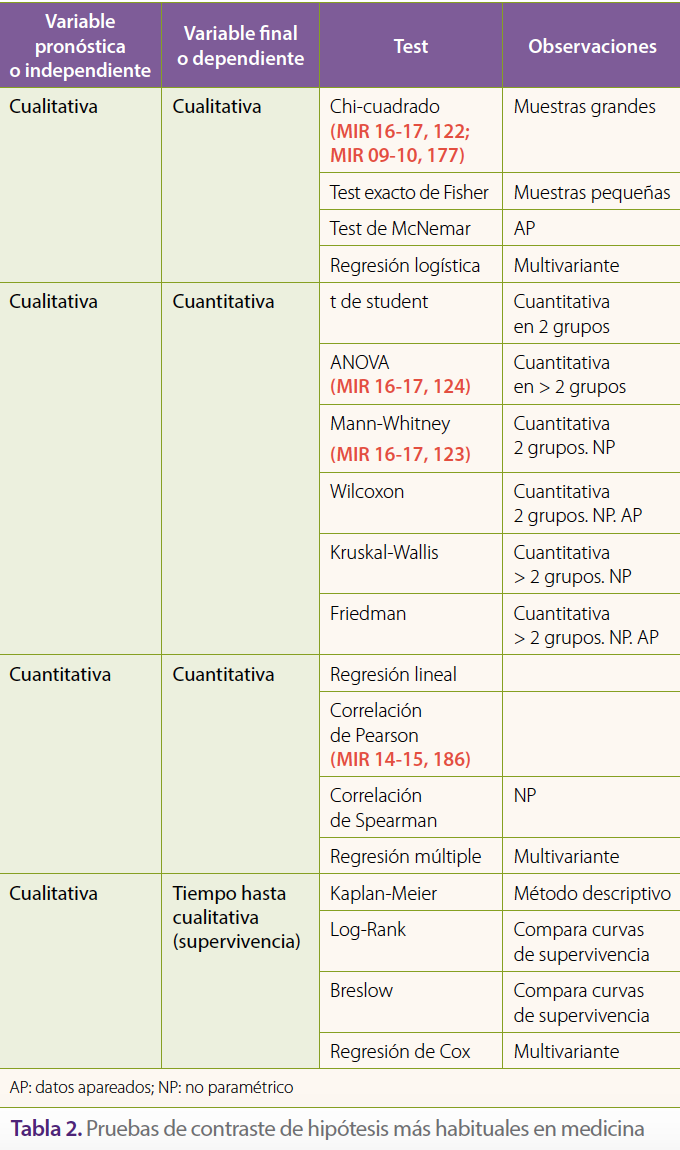 Variable
pronóstica
o independiente
Variable final
o dependiente
Test
Observaciones
Cualitativa
Cualitativa
Chi-cuadrado
(MIR 16-17, 122;
MIR 09-10, 177)
Muestras grandes
Test exacto de Fisher
Muestras pequeñas
Test de McNemar
AP
Regresión logística
Multivariante
Cualitativa
Cuantitativa
t de student
Cuantitativa
en 2 grupos
ANOVA
(MIR 16-17, 124)
Cuantitativa
en > 2 grupos
Mann-Whitney
(MIR 16-17, 123)
Cuantitativa
2 grupos. NP
Wilcoxon
Cuantitativa
2 grupos. NP. AP
Kruskal-Wallis
Cuantitativa
> 2 grupos. NP
Friedman
Cuantitativa
> 2 grupos. NP. AP
Cuantitativa
Cuantitativa
Regresión lineal
Correlación
de Pearson
(MIR 14-15, 186)
Correlación
de Spearman
NP
Regresión múltiple
Multivariante
Cualitativa
Tiempo hasta
cualitativa
(supervivencia)
Kaplan-Meier
Método descriptivo
Log-Rank
Compara curvas
de supervivencia
Breslow
Compara curvas
de supervivencia
Regresión de Cox
Multivariante
AP: datos apareados; NP: no paramétrico
Tabla 2. Pruebas de contraste de hipótesis más habituales en medicina